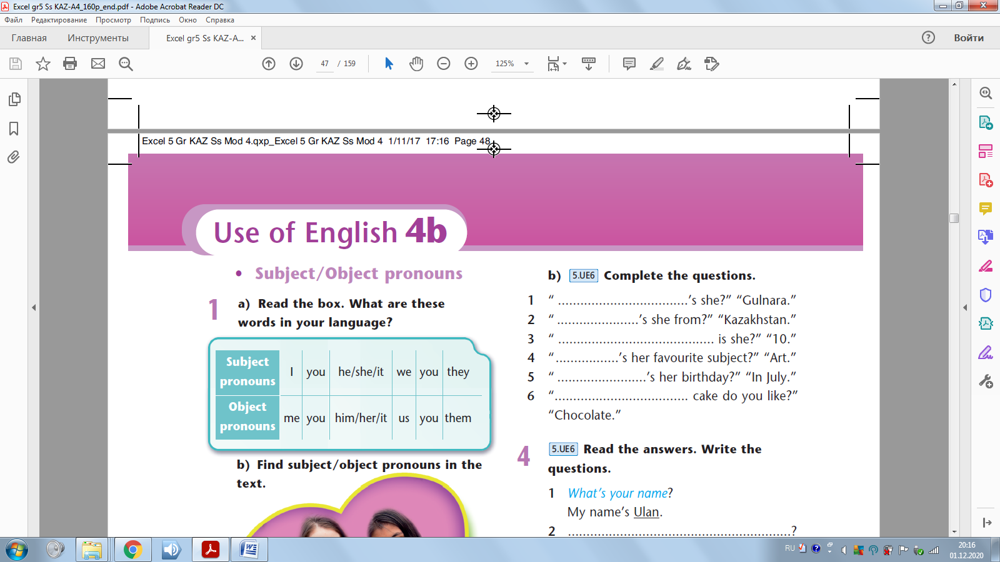 Excel gr5 Ss KAZ-A4_160p_end.pdf - Adobe Acrobat Reader DC
Файл Редактирование Просмотр Подпись Окно Справка
Главная Инструменты Excel gr5 Ss KAZ-A... × Войти
47 / 159 125%
Excel 5 Gr KAZ Ss Mod 4.qxp_Excel 5 Gr KAZ Ss Mod 4 1/11/17 17:16 Page 48
Use of English 4b
• Subject/Object pronouns
1 a) Read the box. What are these
words in your language?
Subject pronouns I you he/she/it we you they
Object pronouns me you him/her/it us you them
b) Find subject/object pronouns in the
text.
b) 5.UE6 Complete the questions.
1 “ ...................................’s she?” “Gulnara.”
2 “ ......................’s she from?” “Kazakhstan.”
3 “ .......................................... is she?” “10.”
4 “ .................’s her favourite subject?” “Art.”
5 “ ........................’s her birthday?” “In July.”
6 “.................................... cake do you like?”
“Chocolate.”
4 5.UE6 Read the answers. Write the
questions.
1 What’s your name?
My name’s Ulan.
2 ............................................................?
RU 20:16
01.12.2020